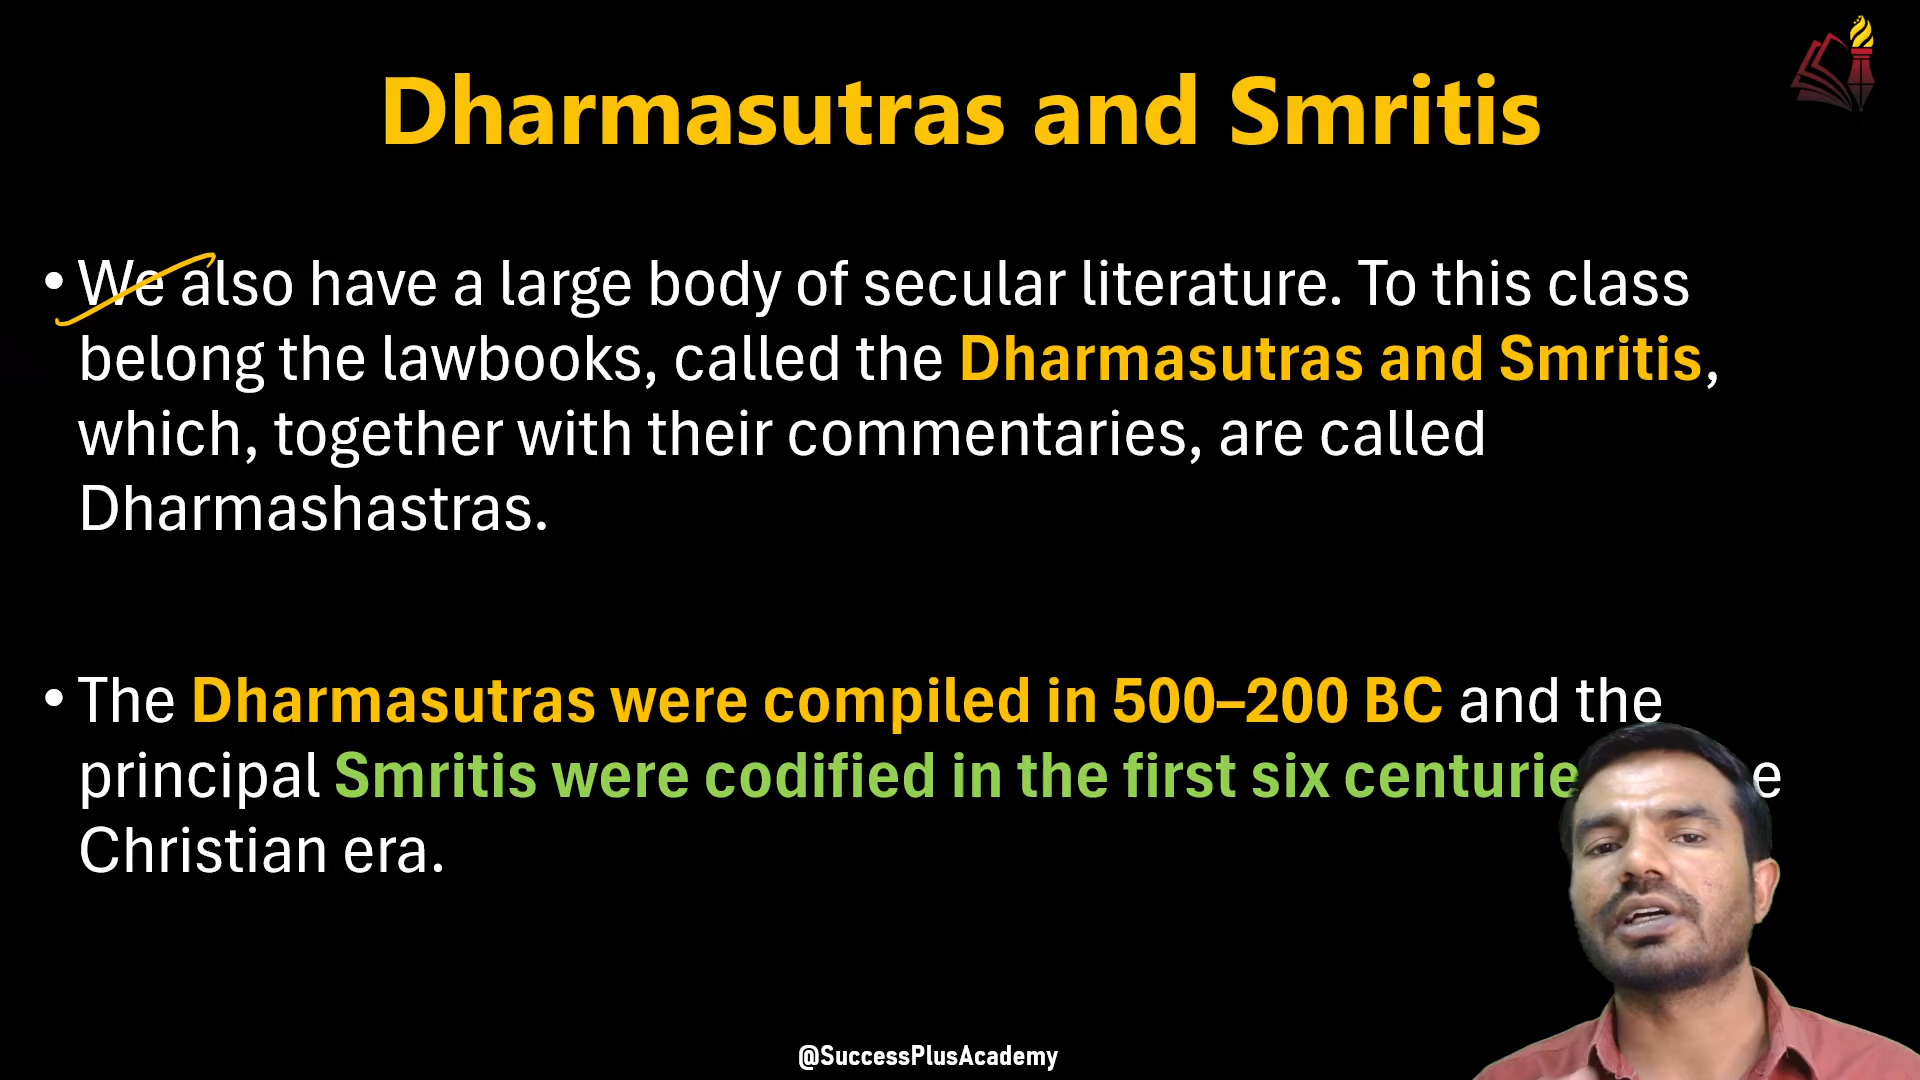 Dharmasutras and Smritis
• We also have a large body of secular literature. To this class
belong the lawbooks, called the Dharmasutras and Smritis,
which, together with their commentaries, are called
Dharmashastras.
• The Dharmasutras were compiled in 500–200 BC and the
principal Smritis were codified in the first six
Christian era.
@SuccessPlusAcademy